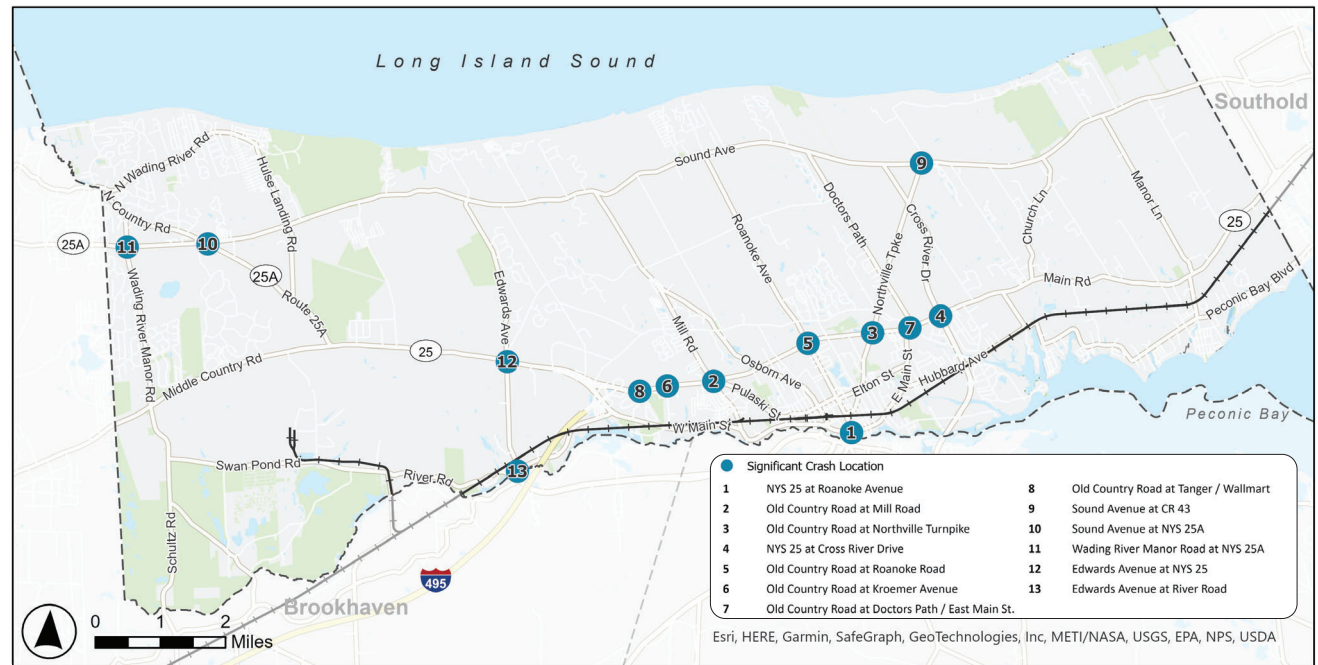 Long Island Sound
Southold
N Wading River Rd
Hulse Landing Rd
N Country Rd
Sound Ave
Doctors Path
Cross River Dr
Church Ln
Manor Ln
25
9
25A
11
10
25A
Route 25A
Roanoke Ave
Northville Tpke
Main Rd
Peconic Bay Blvd
Wading River Manor Rd
Edwards Ave
Mill Rd
4
7
3
5
Middle Country Rd
25
12
Osborn Ave
Elton St
E Main St
Hubbard Ave
8
6
2
Pulaski St
W Main St
1
Peconic Bay
Swan Pond Rd
River Rd
13
Schultz Rd
495
Brookhaven
0 1 2
Miles
Significant Crash Location
1 NYS 25 at Roanoke Avenue
2 Old Country Road at Mill Road
3 Old Country Road at Northville Turnpike
4 NYS 25 at Cross River Drive
5 Old Country Road at Roanoke Road
6 Old Country Road at Kroemer Avenue
7 Old Country Road at Doctors Path / East Main St.
8 Old Country Road at Tanger / Wallmart
9 Sound Avenue at CR 43
10 Sound Avenue at NYS 25A
11 Wading River Manor Road at NYS 25A
12 Edwards Avenue at NYS 25
13 Edwards Avenue at River Road
Esri, HERE, Garmin, SafeGraph, GeoTechnologies, Inc, METI/NASA, USGS, EPA, NPS, USDA